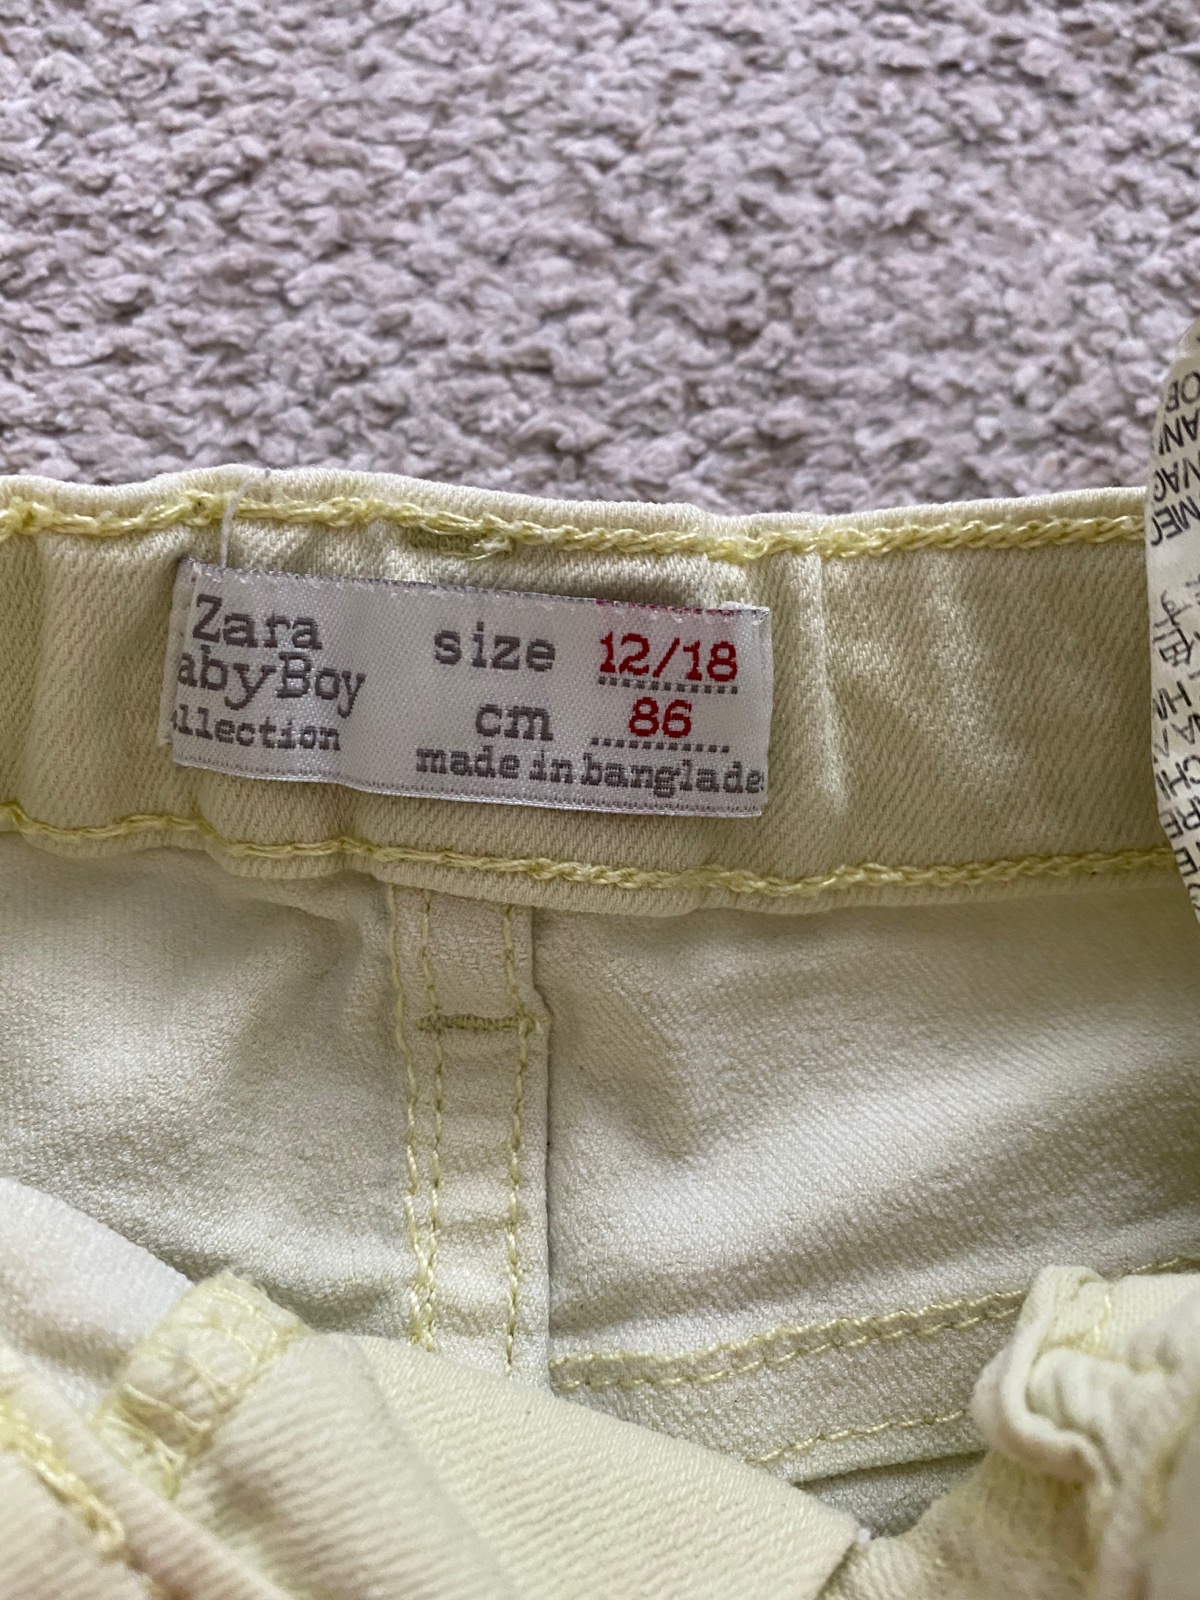 Zara
abyBoy
llection
size 12/18
cm 86
made in banglade